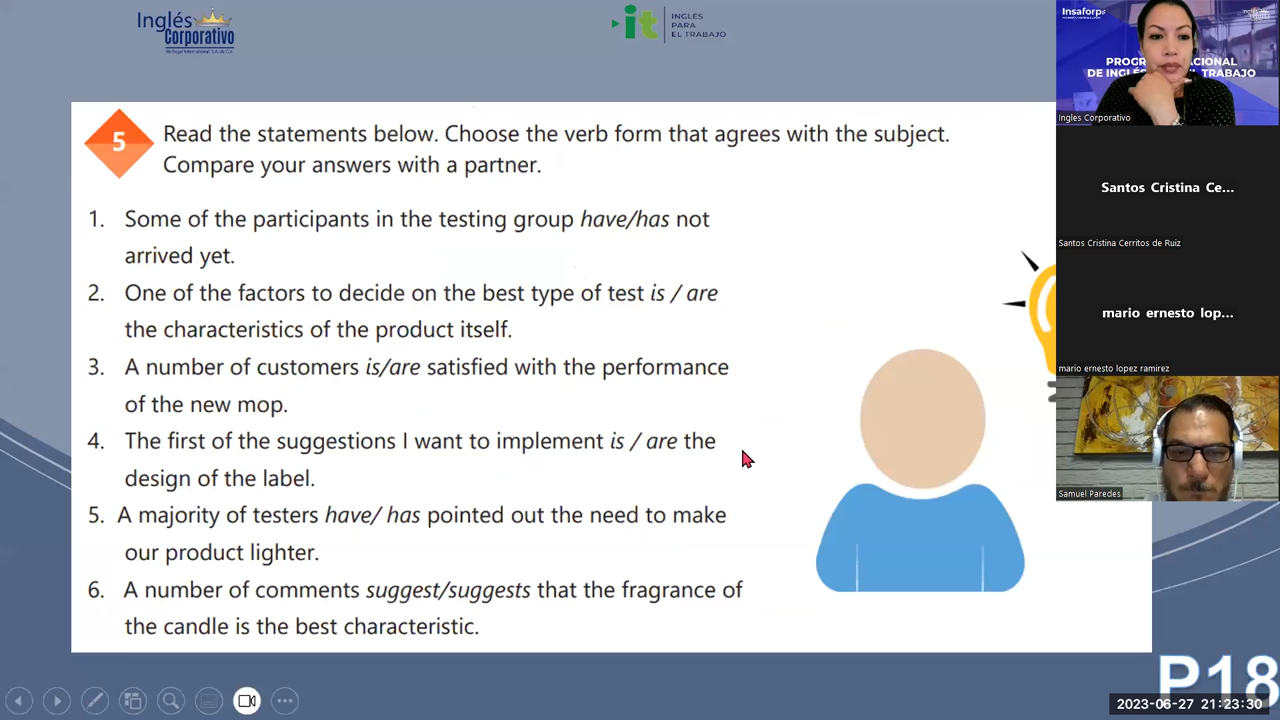 Inglés
Corporativo
it
INGLÉS
PARA
EL TRABAJO
5
Read the statements below. Choose the verb form that agrees with the subject.
Compare your answers with a partner.
1. Some of the participants in the testing group have/has not
arrived yet.
2. One of the factors to decide on the best type of test is / are
the characteristics of the product itself.
3. A number of customers is/are satisfied with the performance
of the new mop.
4. The first of the suggestions I want to implement is / are the
design of the label.
5. A majority of testers have/ has pointed out the need to make
our product lighter.
6. A number of comments suggest/suggests that the fragrance of
the candle is the best characteristic.
P18
Insaforp
DE INGLÉS
TRABAJO
Ingles Corporativo
Santos Cristina Ce...
Santos Cristina Cerritos de Ruiz
mario ernesto lop...
mario ernesto lopez ramirez
Samuel Paredes
2023-06-27 21:23:30